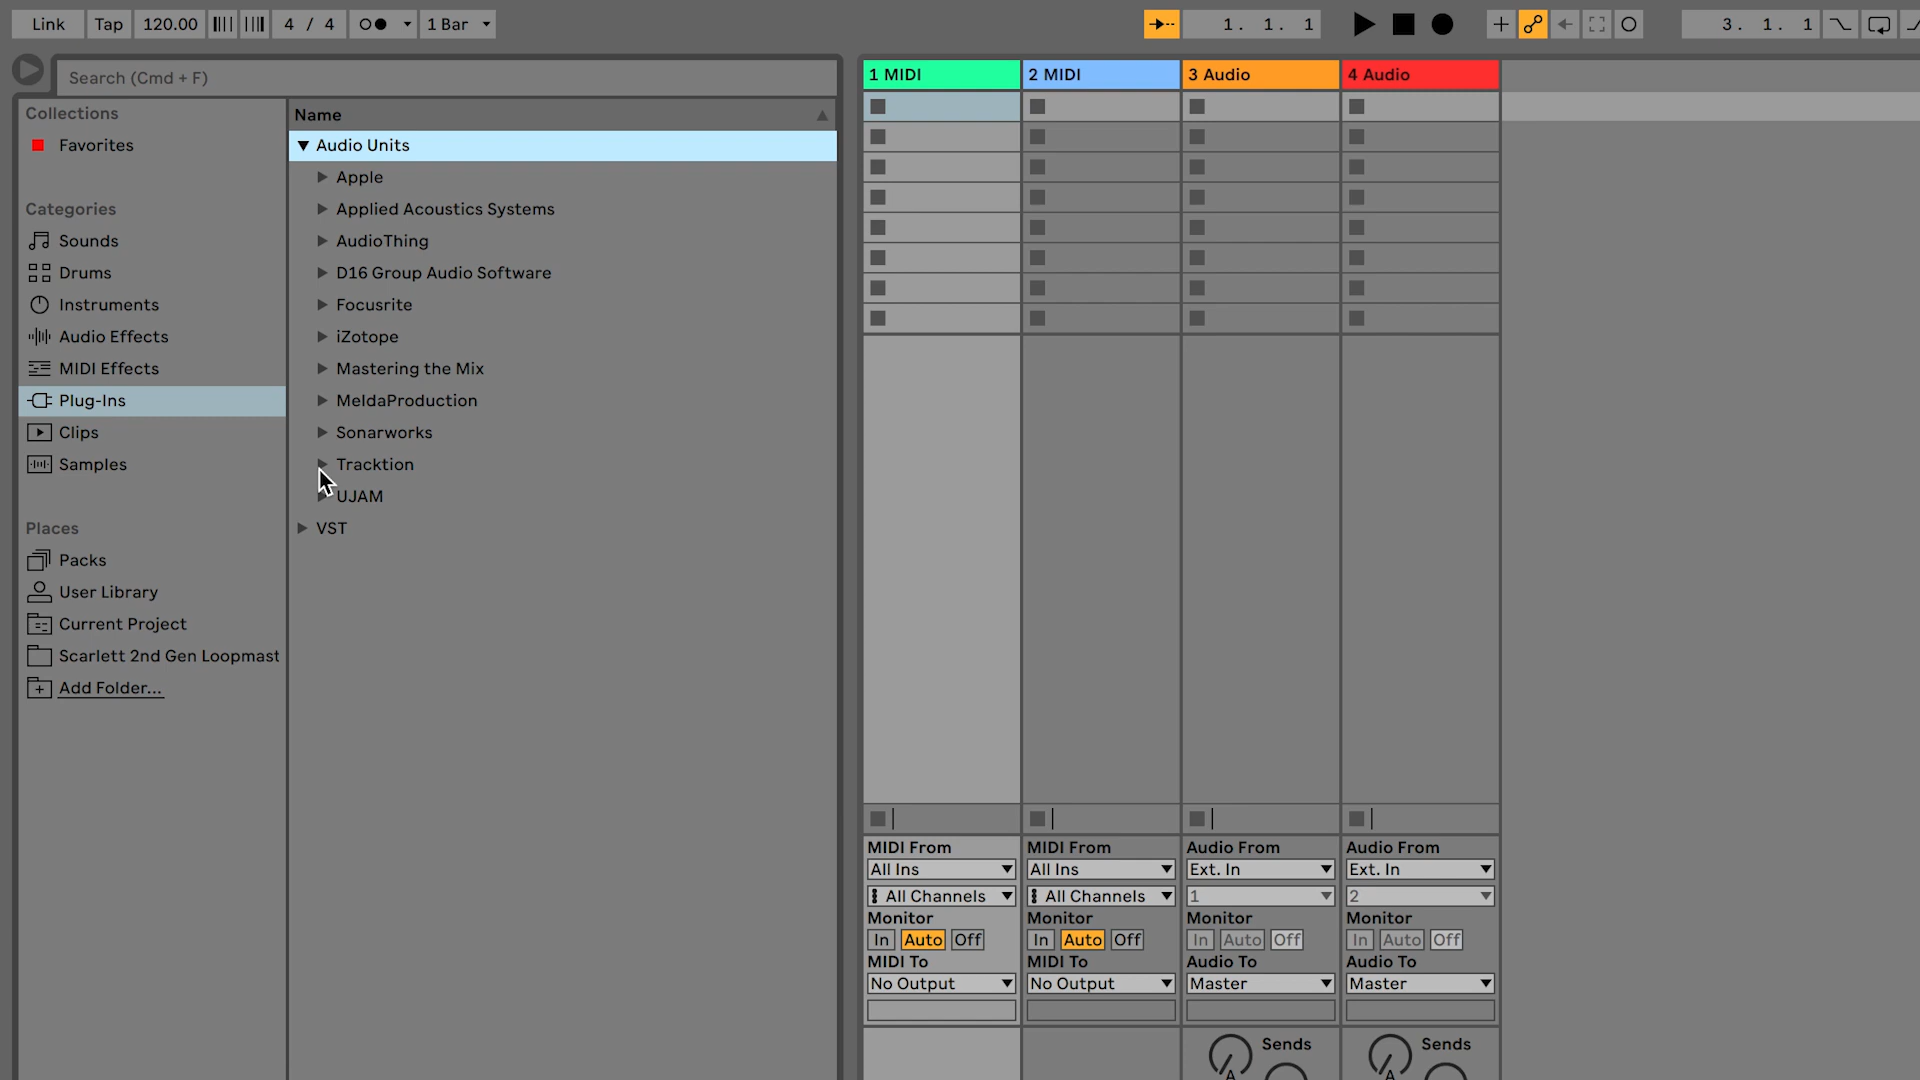 Link Tap 120.00 4 / 4 1 Bar 1. 1. 1 3. 1. 1
Search (Cmd + F)
Collections
Favorites
Categories
Sounds
Drums
Instruments
Audio Effects
MIDI Effects
Plug-Ins
Clips
Samples
Places
Packs
User Library
Current Project
Scarlett 2nd Gen Loopmast
Add Folder...
Name
Audio Units
Apple
Applied Acoustics Systems
AudioThing
D16 Group Audio Software
Focusrite
iZotope
Mastering the Mix
MeldaProduction
Sonarworks
Tracktion
UJAM
VST
1 MIDI 2 MIDI 3 Audio 4 Audio
MIDI From MIDI From Audio From Audio From
All Ins All Ins Ext. In Ext. In
All Channels All Channels 1 2
Monitor Monitor Monitor Monitor
In Auto Off In Auto Off In Auto Off In Auto Off
MIDI To MIDI To Audio To Audio To
No Output No Output Master Master
Sends Sends
A A